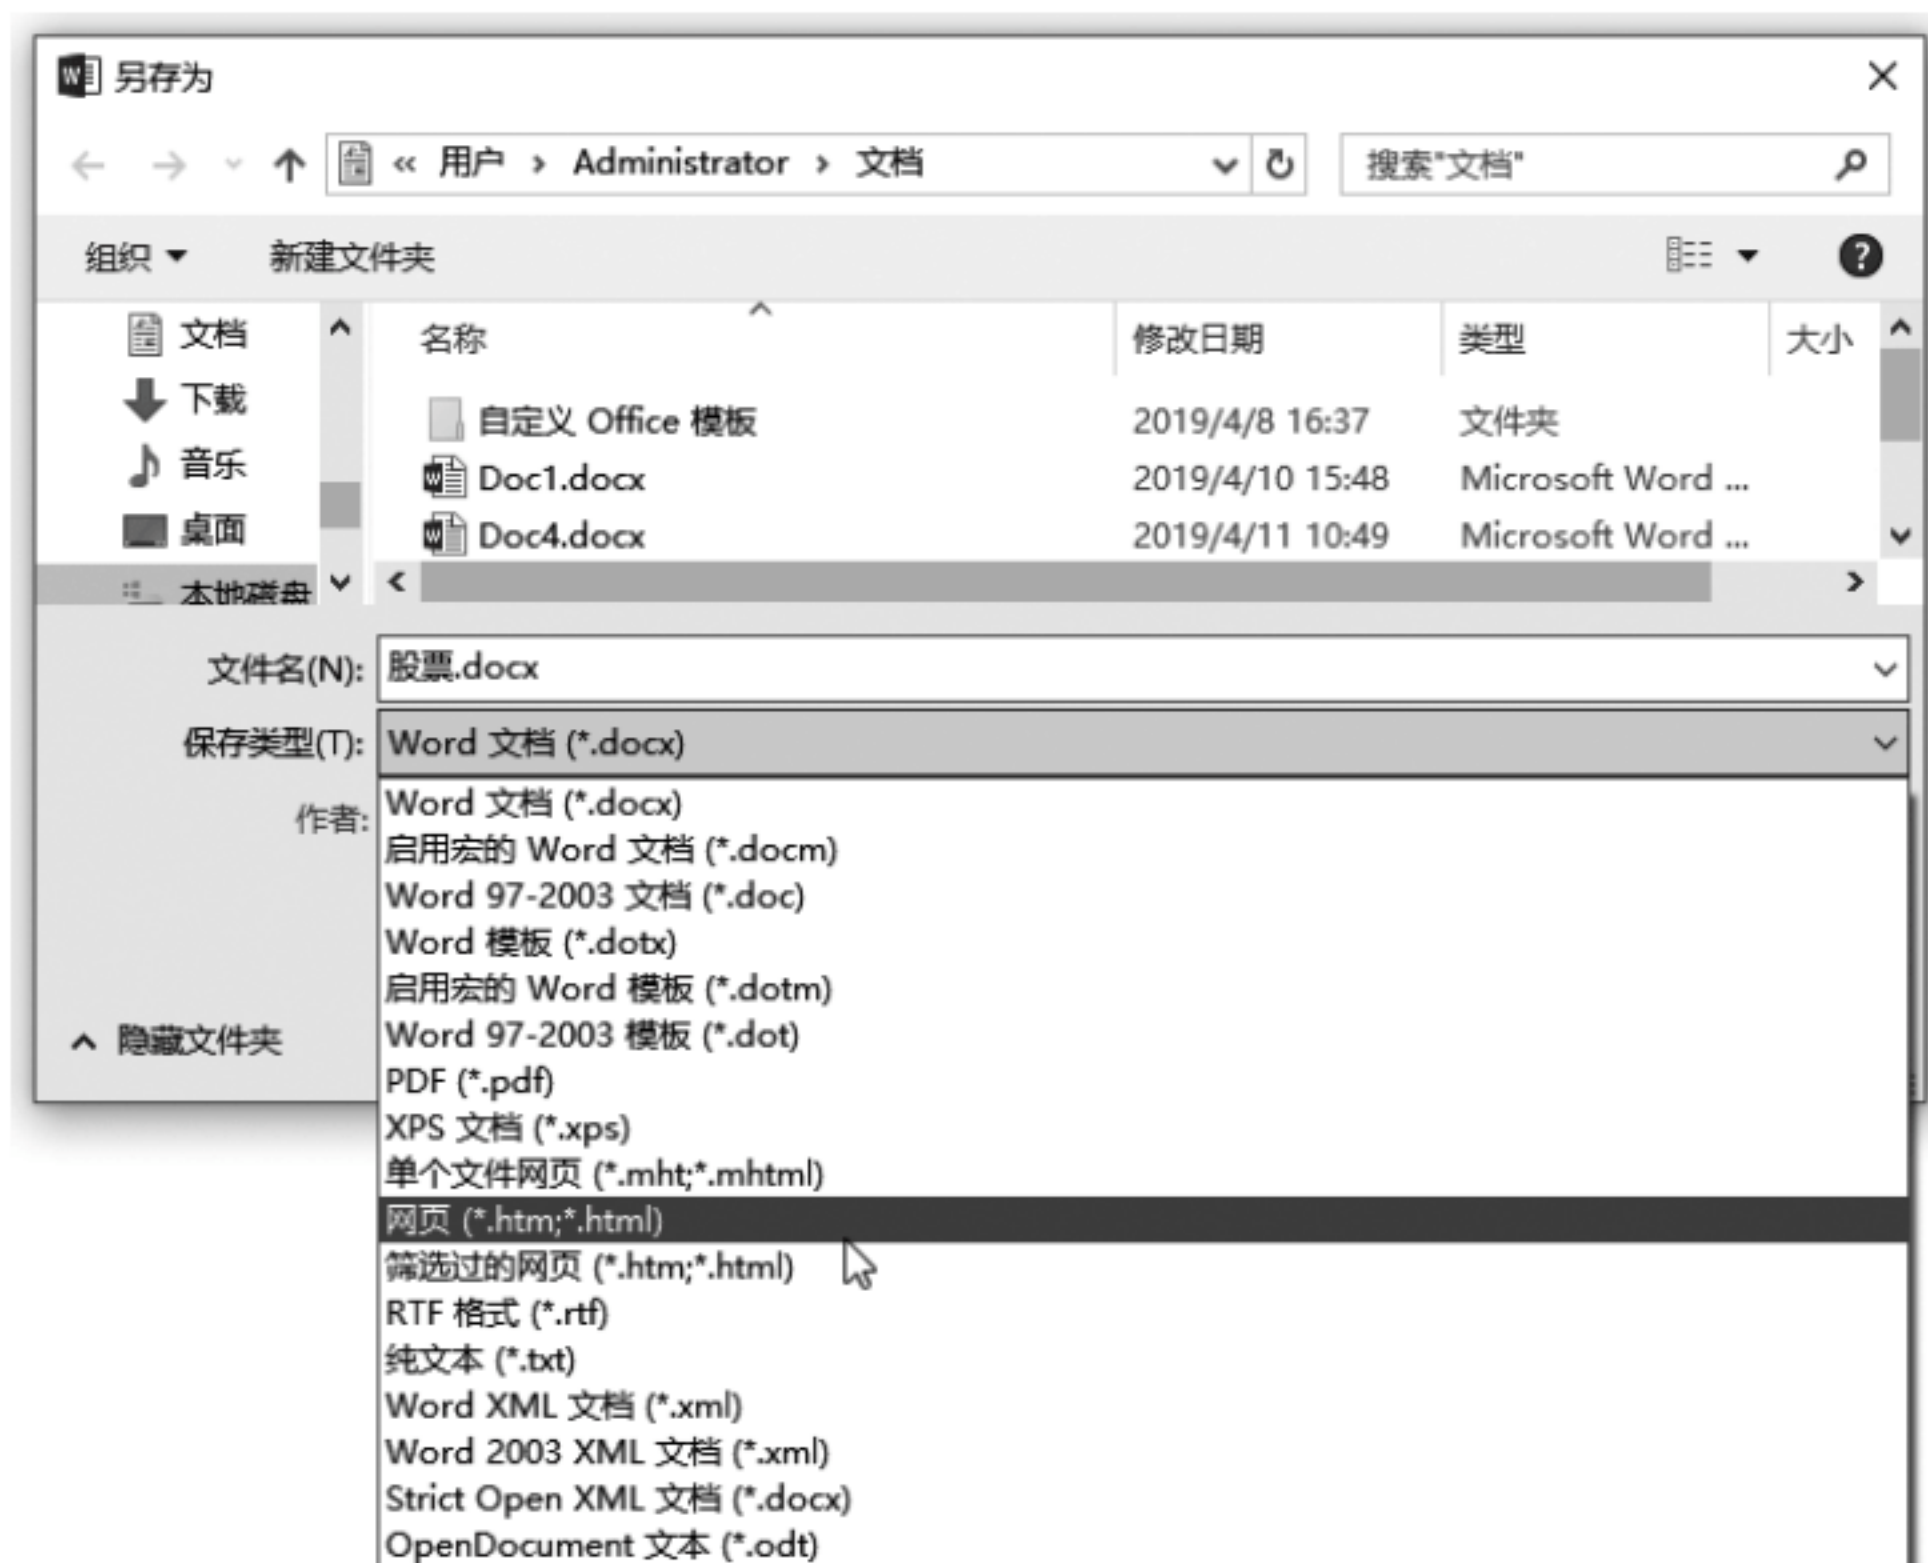 另存为
« 用户 › Administrator › 文档
搜索"文档"
组织 新建文件夹
文档
下载
音乐
桌面
本地磁盘
名称 修改日期 类型 大小
自定义 Office 模板 2019/4/8 16:37 文件夹
Doc1.docx 2019/4/10 15:48 Microsoft Word ...
Doc4.docx 2019/4/11 10:49 Microsoft Word ...
文件名(N): 股票.docx
保存类型(T): Word 文档 (*.docx)
作者:
Word 文档 (*.docx)
启用宏的 Word 文档 (*.docm)
Word 97-2003 文档 (*.doc)
Word 模板 (*.dotx)
启用宏的 Word 模板 (*.dotm)
Word 97-2003 模板 (*.dot)
PDF (*.pdf)
XPS 文档 (*.xps)
单个文件网页 (*.mht;*.mhtml)
网页 (*.htm;*.html)
筛选过的网页 (*.htm;*.html)
RTF 格式 (*.rtf)
纯文本 (*.txt)
Word XML 文档 (*.xml)
Word 2003 XML 文档 (*.xml)
Strict Open XML 文档 (*.docx)
OpenDocument 文本 (*.odt)
隐藏文件夹